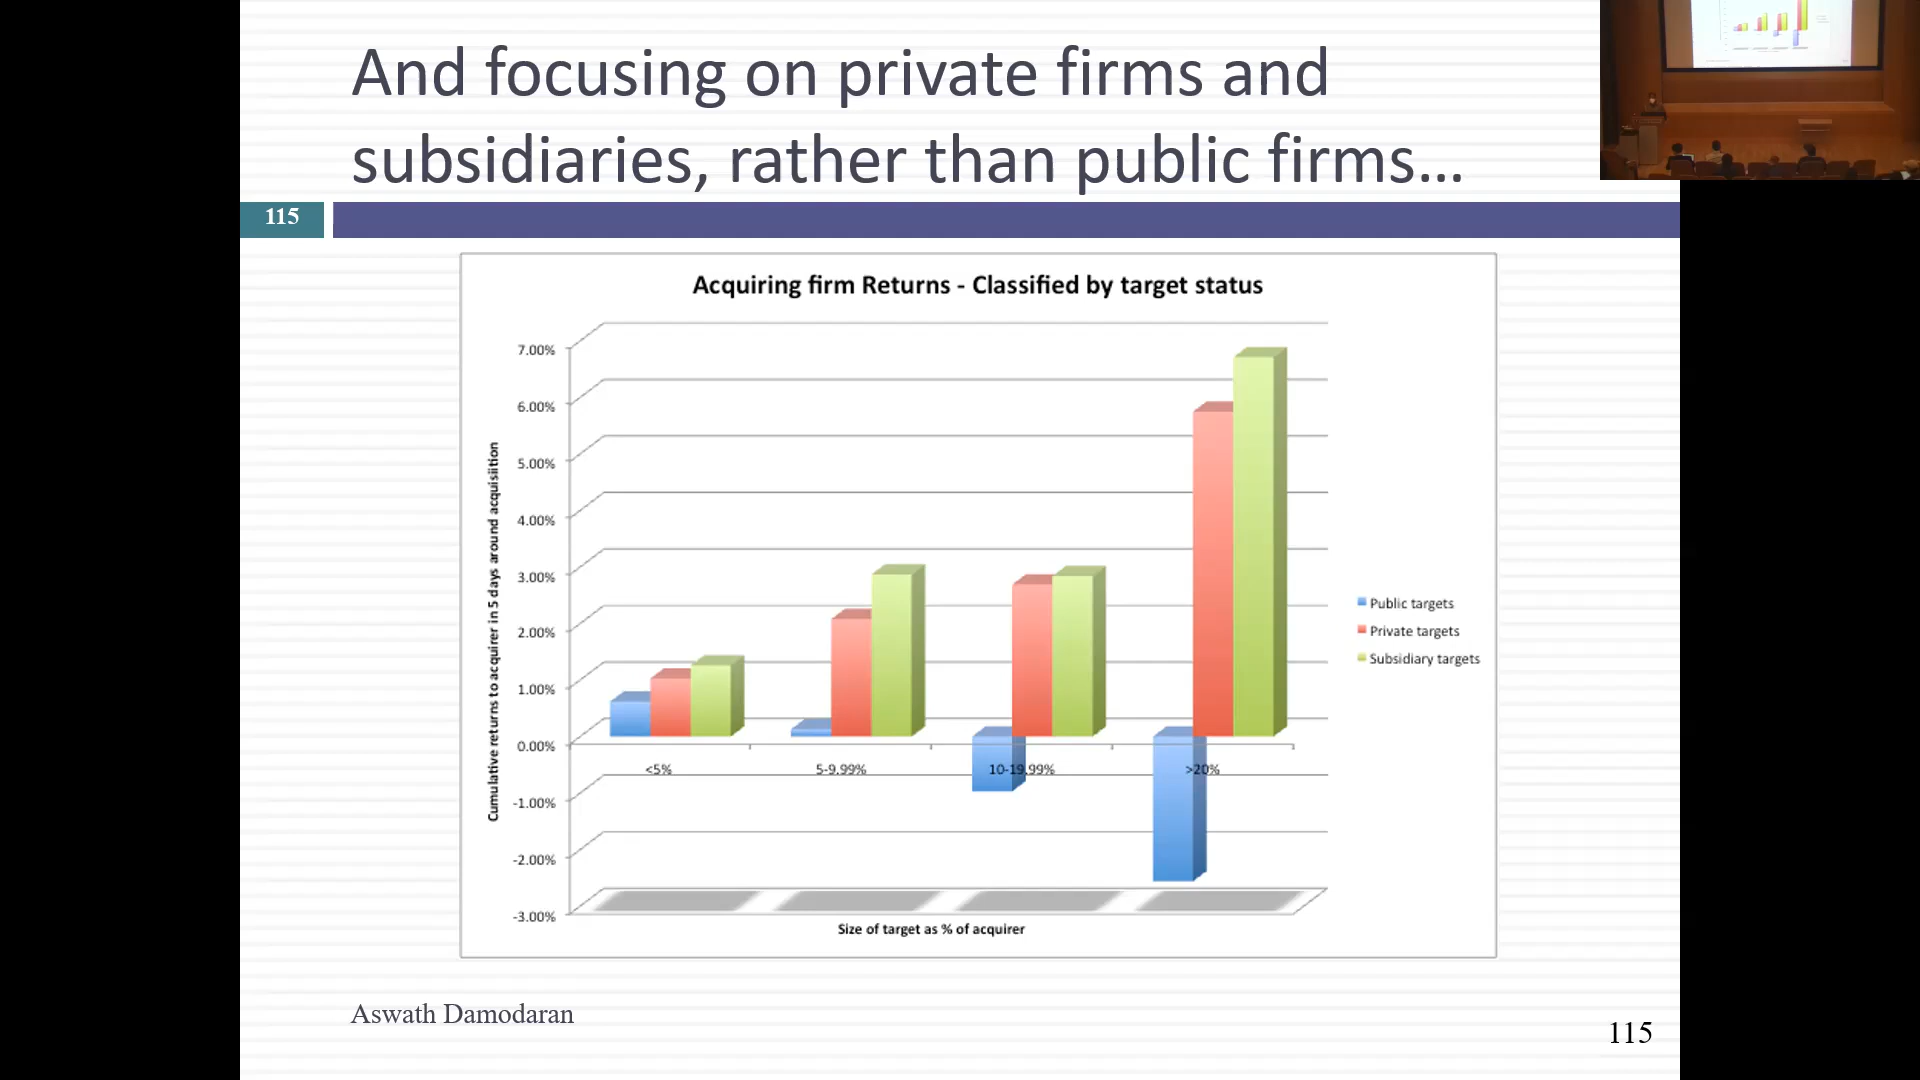 And focusing on private firms and
subsidiaries, rather than public firms…
115
Acquiring firm Returns - Classified by target status
Cumulative returns to acquirer in 5 days around acquisiition
7.00%
6.00%
5.00%
4.00%
3.00%
2.00%
1.00%
0.00%
-1.00%
-2.00%
-3.00%
<5%
5-9.99%
10-19.99%
>20%
Size of target as % of acquirer
Public targets
Private targets
Subsidiary targets
Aswath Damodaran
115